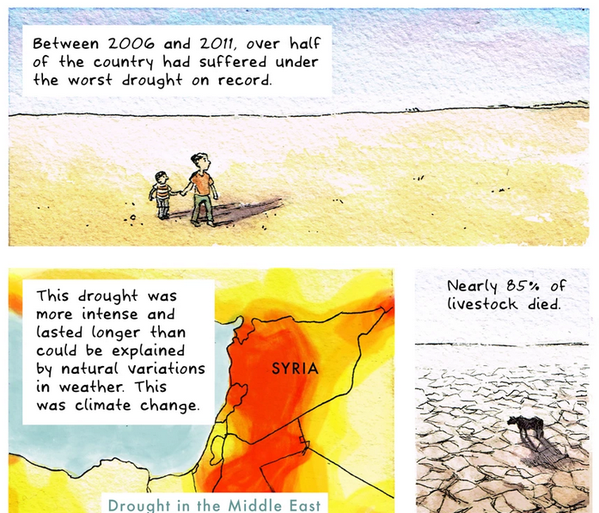 Between 2006 and 2011, over half
of the country had suffered under
the worst drought on record.
This drought was
more intense and
lasted longer than
could be explained
by natural variations
in weather. This
was climate change.
SYRIA
Drought in the Middle East
Nearly 85% of
livestock died.